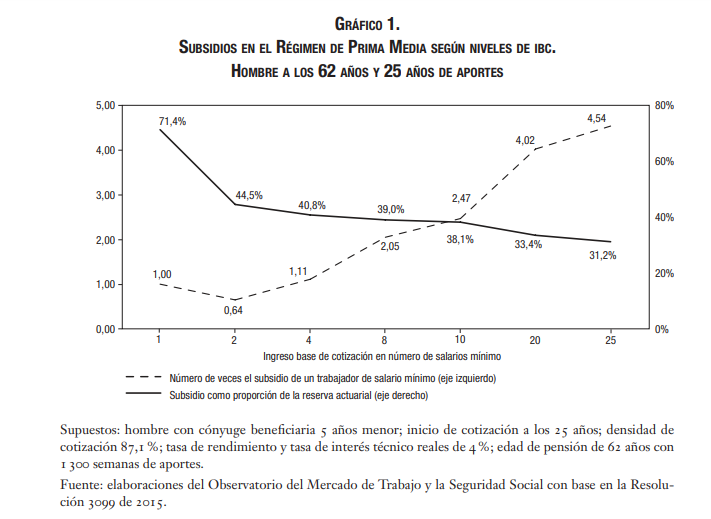 Gráfico 1.
Subsidios en el Régimen de Prima Media según niveles de ibc.
Hombre a los 62 años y 25 años de aportes
5,00
80%
71,4%
4,54
4,00
4,02
60%
3,00
44,5%
40,8%
39,0%
2,47
40%
2,00
2,05
38,1%
33,4%
31,2%
1,00
1,00
1,11
20%
0,64
0,00
0%
1 2 4 8 10 20 25
Ingreso base de cotización en número de salarios mínimo
Número de veces el subsidio de un trabajador de salario mínimo (eje izquierdo)
Subsidio como proporción de la reserva actuarial (eje derecho)
Supuestos: hombre con cónyuge beneficiaria 5 años menor; inicio de cotización a los 25 años; densidad de
cotización 87,1 %; tasa de rendimiento y tasa de interés técnico reales de 4 %; edad de pensión de 62 años con
1 300 semanas de aportes.
Fuente: elaboraciones del Observatorio del Mercado de Trabajo y la Seguridad Social con base en la Resolu-
ción 3099 de 2015.